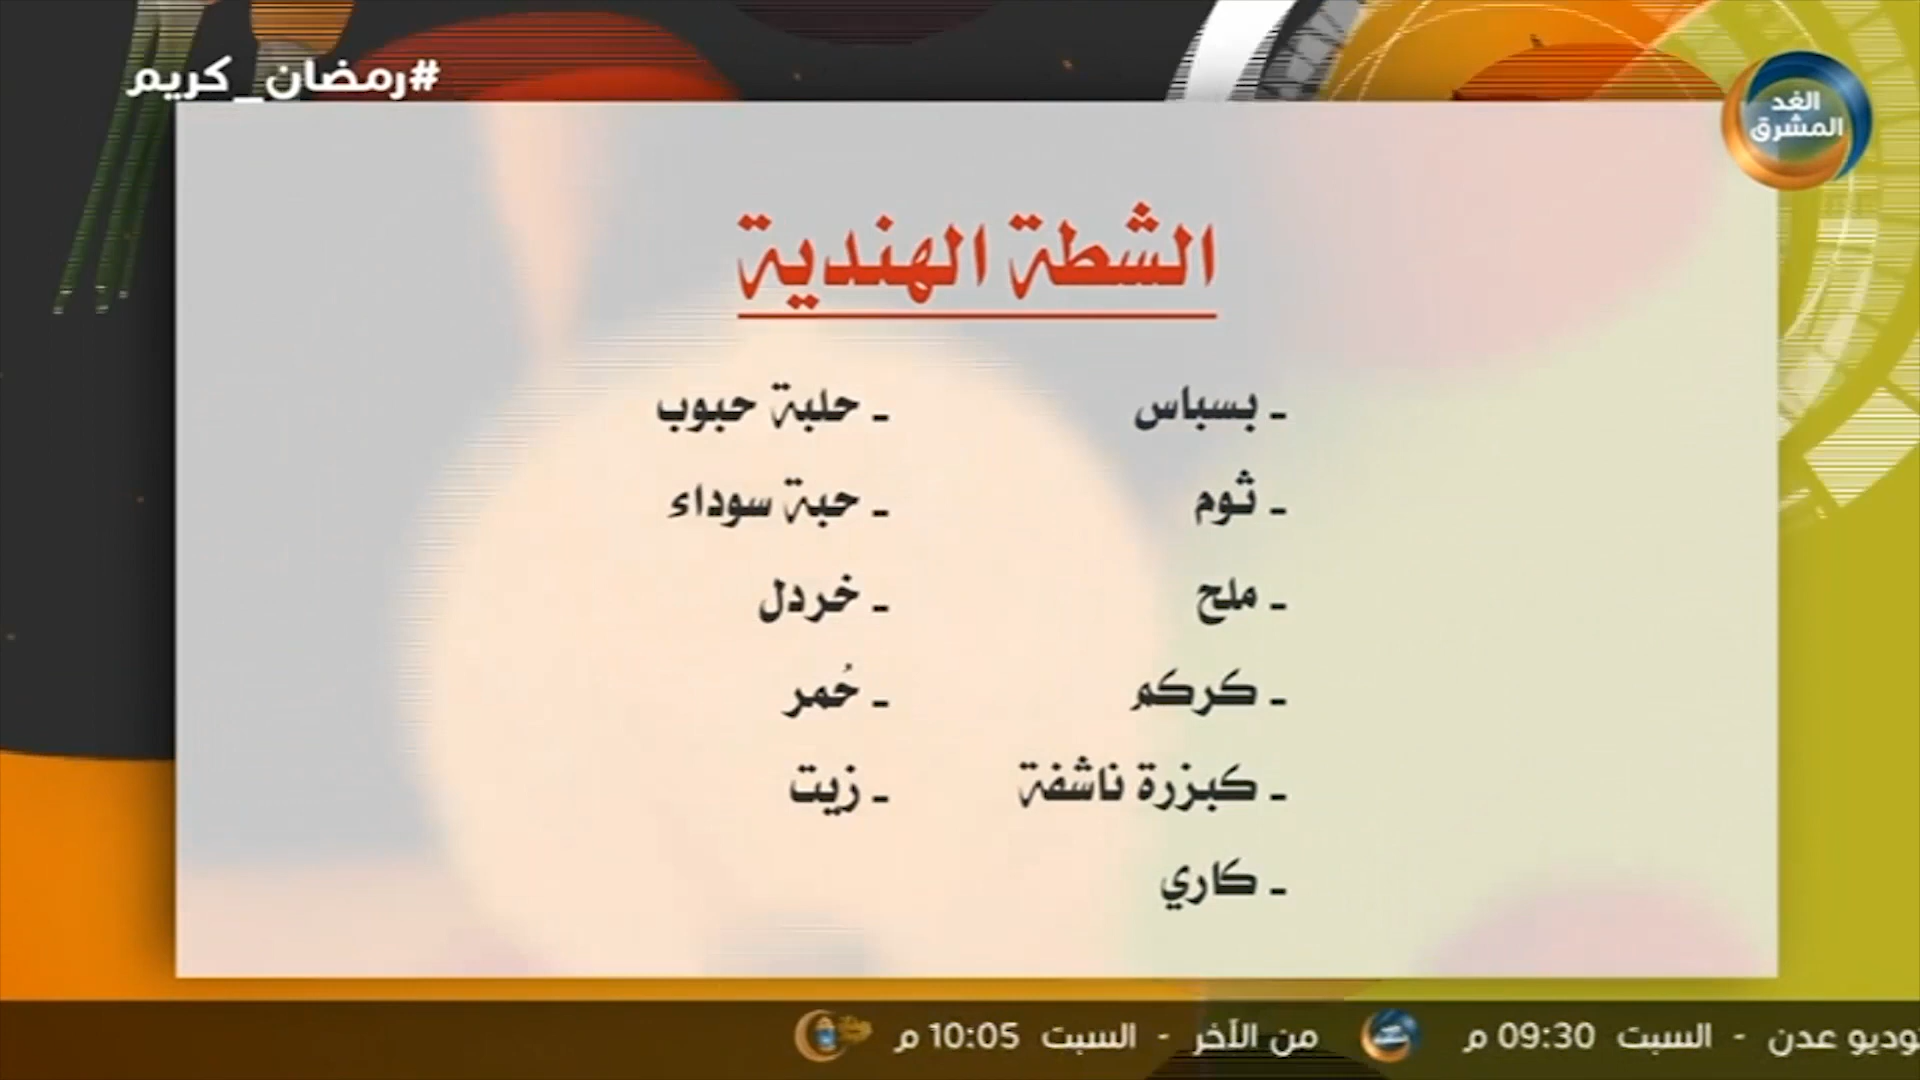 #رمضان_كريم
الغد
المشرق
الشطة الهندية
- بسباس
- ثوم
- ملح
- كركم
- كبزرة ناشفة
- كاري
- حلبة حبوب
- حبة سوداء
- خردل
- حُمر
- زيت
عدن - السبت 09:30 م
من الآخر - السبت 10:05 م